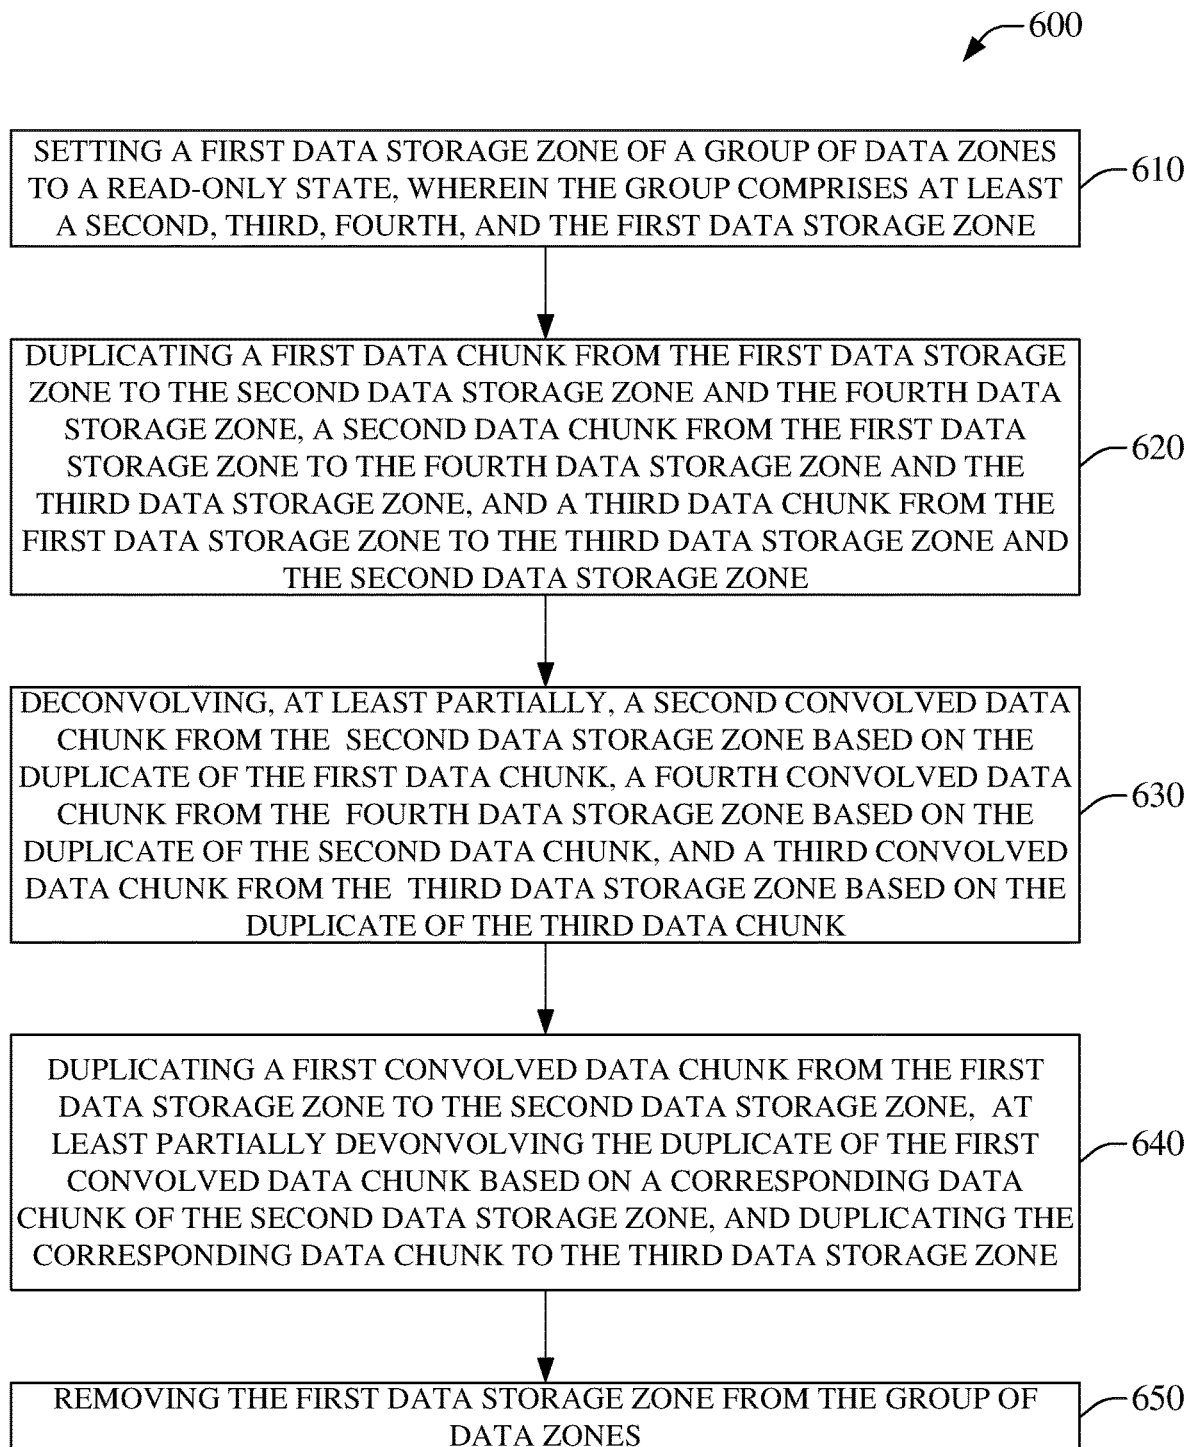 600
SETTING A FIRST DATA STORAGE ZONE OF A GROUP OF DATA ZONES
TO A READ-ONLY STATE, WHEREIN THE GROUP COMPRISES AT LEAST
A SECOND, THIRD, FOURTH, AND THE FIRST DATA STORAGE ZONE
610
DUPLICATING A FIRST DATA CHUNK FROM THE FIRST DATA STORAGE
ZONE TO THE SECOND DATA STORAGE ZONE AND THE FOURTH DATA
STORAGE ZONE, A SECOND DATA CHUNK FROM THE FIRST DATA
STORAGE ZONE TO THE FOURTH DATA STORAGE ZONE AND THE
THIRD DATA STORAGE ZONE, AND A THIRD DATA CHUNK FROM THE
FIRST DATA STORAGE ZONE TO THE THIRD DATA STORAGE ZONE AND
THE SECOND DATA STORAGE ZONE
620
DECONVOLVING, AT LEAST PARTIALLY, A SECOND CONVOLVED DATA
CHUNK FROM THE SECOND DATA STORAGE ZONE BASED ON THE
DUPLICATE OF THE FIRST DATA CHUNK, A FOURTH CONVOLVED DATA
CHUNK FROM THE FOURTH DATA STORAGE ZONE BASED ON THE
DUPLICATE OF THE SECOND DATA CHUNK, AND A THIRD CONVOLVED
DATA CHUNK FROM THE THIRD DATA STORAGE ZONE BASED ON THE
DUPLICATE OF THE THIRD DATA CHUNK
630
DUPLICATING A FIRST CONVOLVED DATA CHUNK FROM THE FIRST
DATA STORAGE ZONE TO THE SECOND DATA STORAGE ZONE, AT
LEAST PARTIALLY DEVONVOLVING THE DUPLICATE OF THE FIRST
CONVOLVED DATA CHUNK BASED ON A CORRESPONDING DATA
CHUNK OF THE SECOND DATA STORAGE ZONE, AND DUPLICATING THE
CORRESPONDING DATA CHUNK TO THE THIRD DATA STORAGE ZONE
640
REMOVING THE FIRST DATA STORAGE ZONE FROM THE GROUP OF
DATA ZONES
650